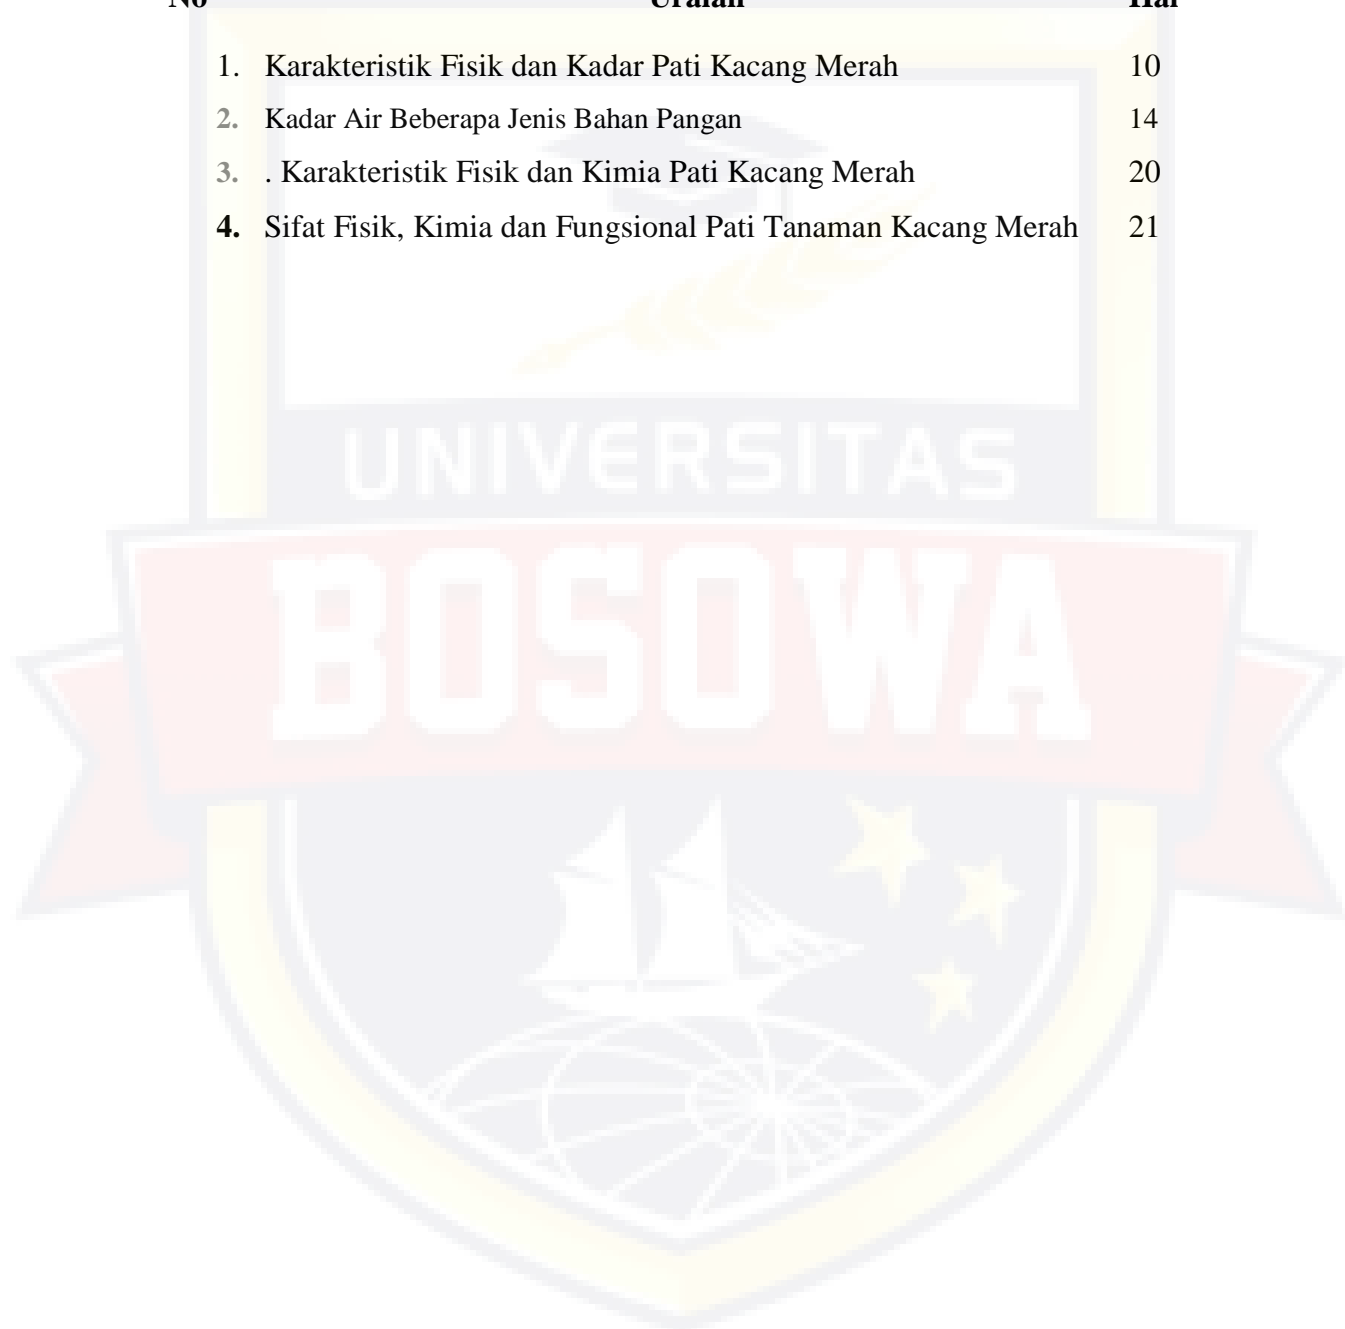 No Uraian Hal
1. Karakteristik Fisik dan Kadar Pati Kacang Merah 10
2. Kadar Air Beberapa Jenis Bahan Pangan 14
3. . Karakteristik Fisik dan Kimia Pati Kacang Merah 20
4. Sifat Fisik, Kimia dan Fungsional Pati Tanaman Kacang Merah 21
UNIVERSITAS
BOSOWA